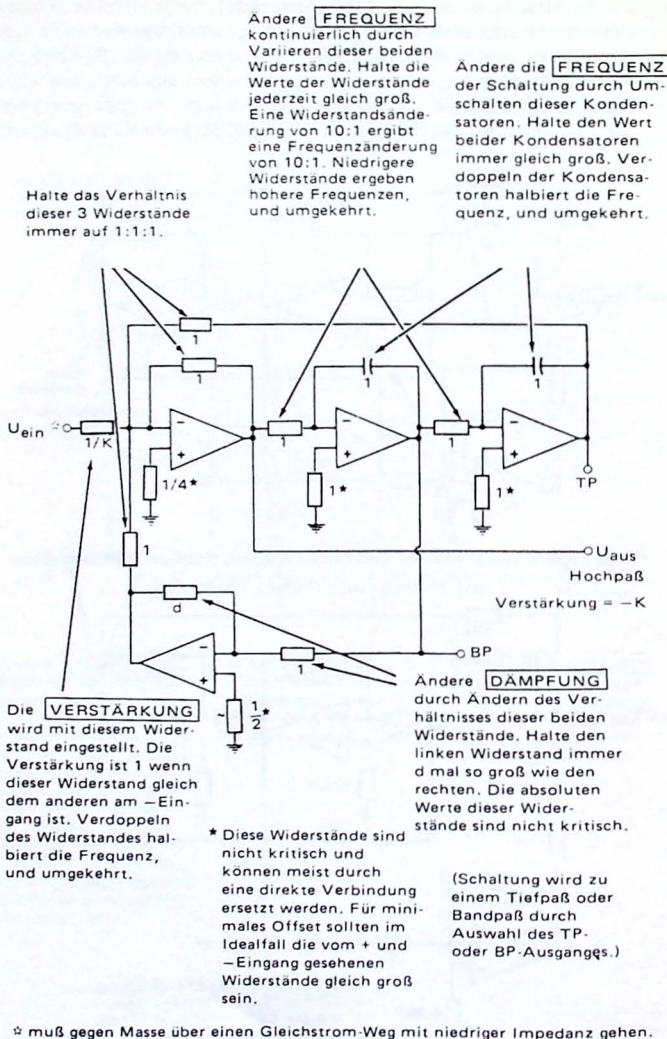 Ändere FREQUENZ
kontinuierlich durch
Variieren dieser beiden
Widerstände. Halte die
Werte der Widerstände
jederzeit gleich groß.
Eine Widerstandsände-
rung von 10:1 ergibt
eine Frequenzänderung
von 10:1. Niedrigere
Widerstände ergeben
höhere Frequenzen,
und umgekehrt.
Ändere die FREQUENZ
der Schaltung durch Um-
schalten dieser Konden-
satoren. Halte den Wert
beider Kondensatoren
immer gleich groß. Ver-
doppeln der Kondensa-
toren halbiert die Fre-
quenz, und umgekehrt.
Halte das Verhältnis
dieser 3 Widerstände
immer auf 1:1:1.
1
1
1
1
Uein ☆
1/K
−
+
1
−
+
1
−
+
1/4★
1★
1★
TP
1
Uaus
Hochpaß
Verstärkung = −K
d
−
+
1
BP
1/2★
Die VERSTÄRKUNG
wird mit diesem Wider-
stand eingestellt. Die
Verstärkung ist 1 wenn
dieser Widerstand gleich
dem anderen am −Ein-
gang ist. Verdoppeln
des Widerstandes hal-
biert die Frequenz,
und umgekehrt.
Ändere DÄMPFUNG
durch Ändern des Ver-
hältnisses dieser beiden
Widerstände. Halte den
linken Widerstand immer
d mal so groß wie den
rechten. Die absoluten
Werte dieser Wider-
stände sind nicht kritisch.
★ Diese Widerstände sind
nicht kritisch und
können meist durch
eine direkte Verbindung
ersetzt werden. Für mini-
males Offset sollten im
Idealfall die vom + und
−Eingang gesehenen
Widerstände gleich groß
sein.
(Schaltung wird zu
einem Tiefpaß oder
Bandpaß durch
Auswahl des TP-
oder BP-Ausganges.)
☆ muß gegen Masse über einen Gleichstrom-Weg mit niedriger Impedanz gehen.